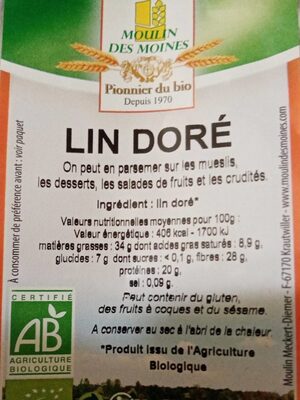 MOULIN
DES MOINES
Pionnier du bio
Depuis 1970
LIN DORÉ
On peut en parsemer sur les mueslis,
les desserts, les salades de fruits et les crudités.
Ingrédient : lin doré*
Valeurs nutritionnelles moyennes pour 100g :
Valeur énergétique : 406 kcal - 1700 kJ
matières grasses : 34 g dont acides gras saturés : 8,9 g,
glucides : 7 g dont sucres : < 0,1 g, fibres : 28 g,
protéines : 20 g,
sel : 0,09 g.
Peut contenir du gluten,
des fruits à coques et du sésame.
A conserver au sec à l'abri de la chaleur.
*Produit issu de l'Agriculture
Biologique
CERTIFIÉ
AB
AGRICULTURE
BIOLOGIQUE
À consommer de préférence avant : voir paquet
Moulin Meckert-Diemer - F-67170 Krautwiller - www.moulindesmoines.com